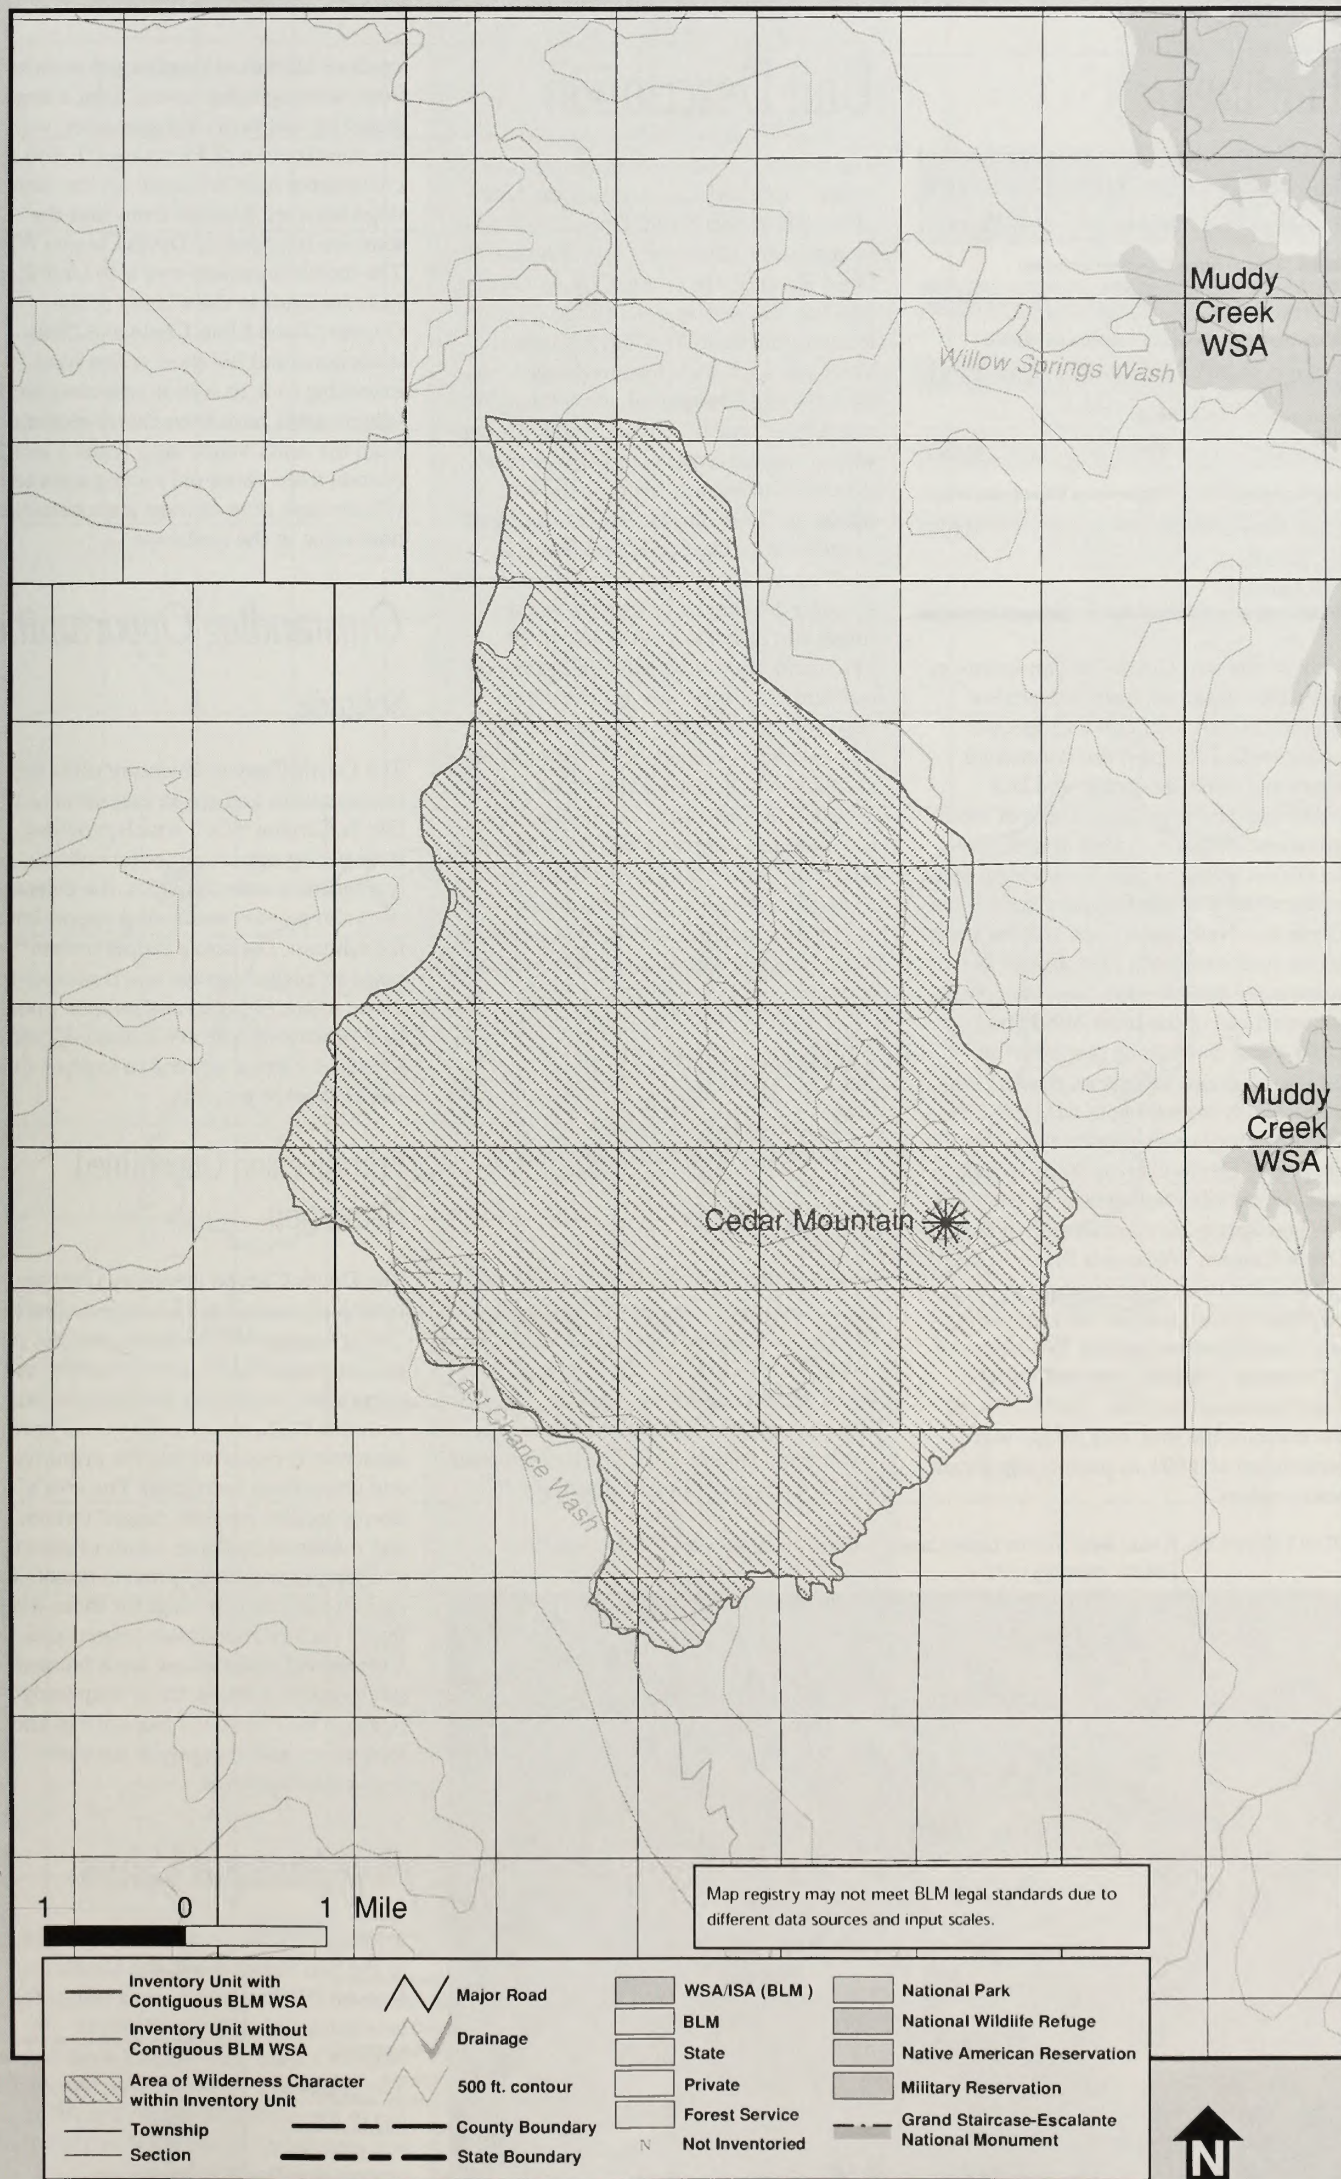 Muddy
Creek
WSA
Willow Springs Wash
Muddy
Creek
WSA
Cedar Mountain
Last Chance Wash
1 0 1 Mile
Map registry may not meet BLM legal standards due to
different data sources and input scales.
Inventory Unit with
Contiguous BLM WSA
Inventory Unit without
Contiguous BLM WSA
Area of Wilderness Character
within Inventory Unit
Township
Section
Major Road
Drainage
500 ft. contour
County Boundary
State Boundary
WSA/ISA (BLM )
BLM
State
Private
Forest Service
N Not Inventoried
National Park
National Wildlife Refuge
Native American Reservation
Military Reservation
Grand Staircase-Escalante
National Monument
N